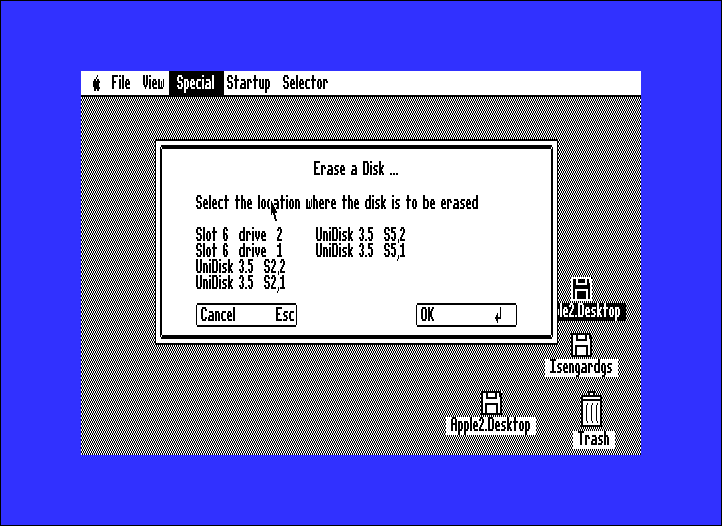 File View Special Startup Selector
Erase a Disk ...
Select the location where the disk is to be erased
Slot 6 drive 2 UniDisk 3.5 S5,2
Slot 6 drive 1 UniDisk 3.5 S5,1
UniDisk 3.5 S2,2
UniDisk 3.5 S2,1
Cancel Esc OK
le2.Desktop
Isengardgs
Apple2.Desktop
Trash